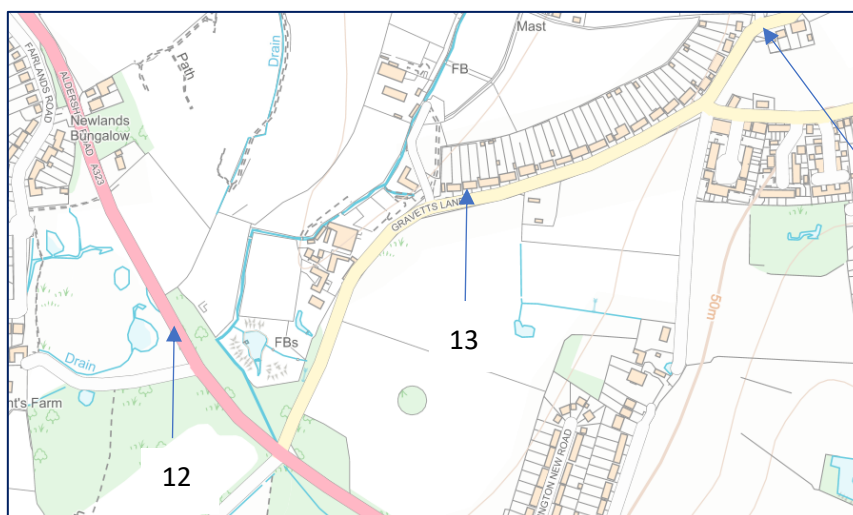 Mast
FAIRLANDS ROAD
Path
Drain
FB
Newlands
Bungalow
ALDERSH
ROAD A323
GRAVETTS LANE
50m
13
FBs
Drain
nt's Farm
NGTON NEW ROAD
12